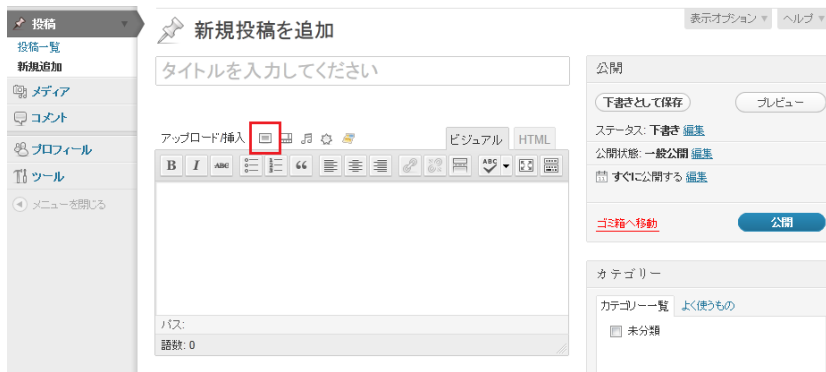 投稿
投稿一覧
新規追加
メディア
コメント
プロフィール
ツール
メニューを閉じる
表示オプション
ヘルプ
新規投稿を追加
タイトルを入力してください
アップロード/挿入
ビジュアル
HTML
B I ABC “ ABC
パス:
語数: 0
公開
下書きとして保存
プレビュー
ステータス: 下書き 編集
公開状態: 一般公開 編集
すぐに公開する 編集
ゴミ箱へ移動
公開
カテゴリー
カテゴリー一覧
よく使うもの
未分類